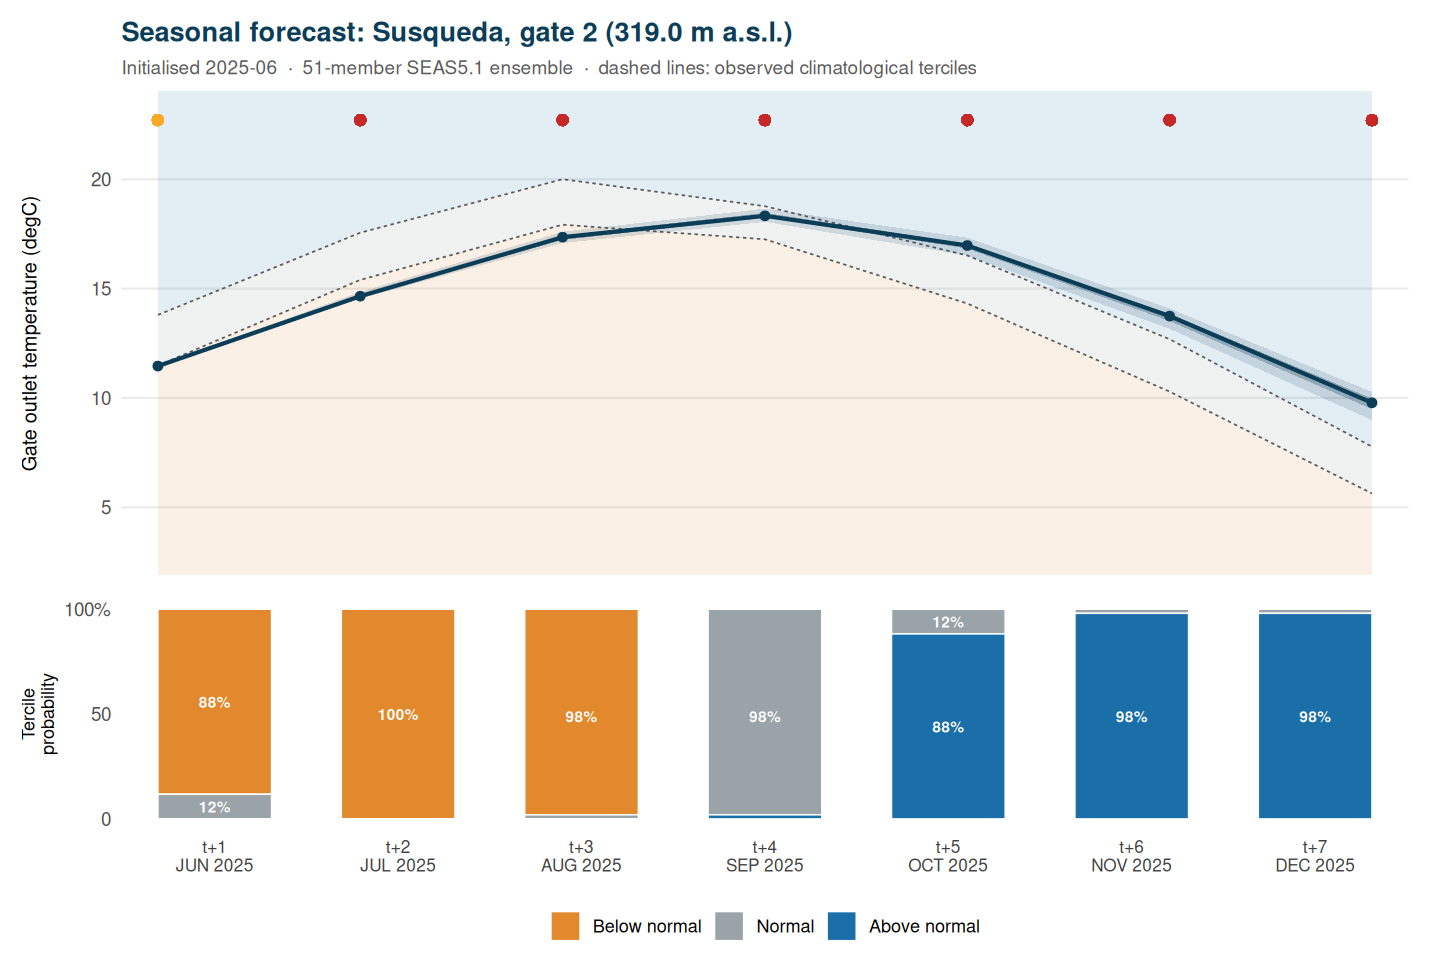 Seasonal forecast: Susqueda, gate 2 (319.0 m a.s.l.)
Initialised 2025-06 · 51-member SEAS5.1 ensemble · dashed lines: observed climatological terciles
Gate outlet temperature (degC)
20
15
10
5
Tercile
probability
100%
50
0
88%
12%
100%
98%
98%
12%
88%
98%
98%
t+1
JUN 2025
t+2
JUL 2025
t+3
AUG 2025
t+4
SEP 2025
t+5
OCT 2025
t+6
NOV 2025
t+7
DEC 2025
Below normal
Normal
Above normal